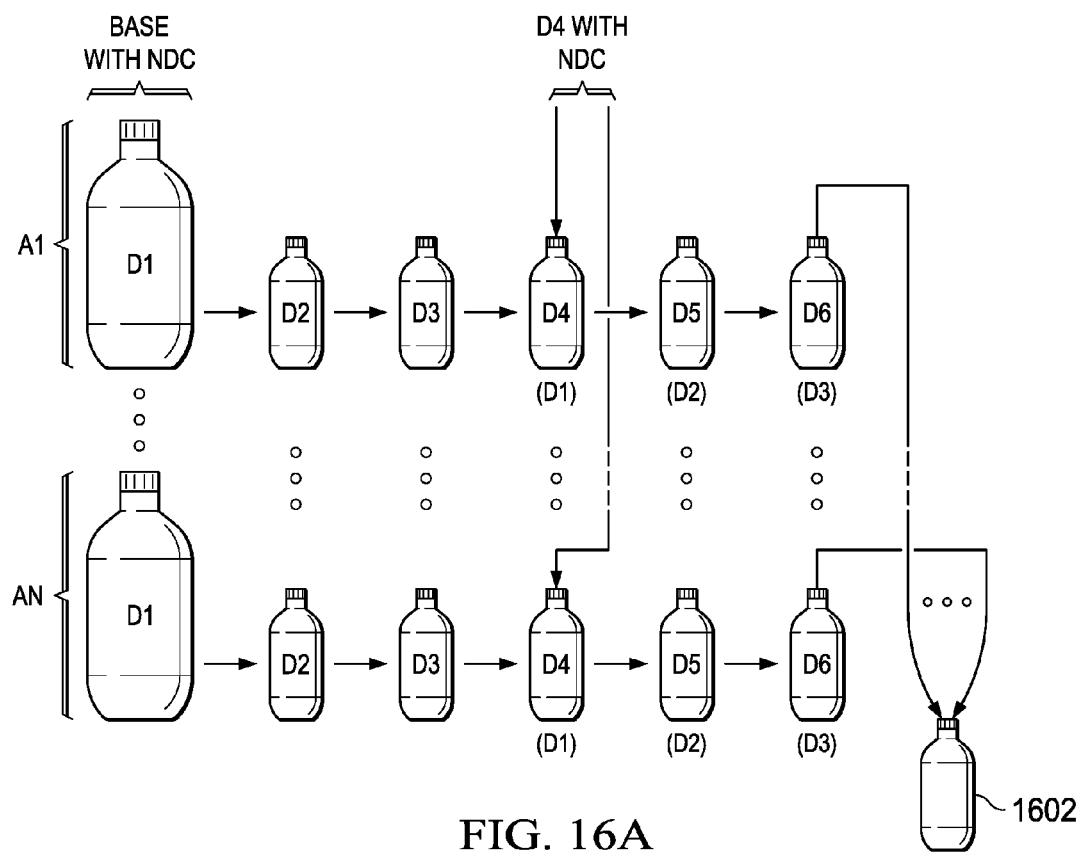 BASE
WITH NDC
D4 WITH
NDC
A1
D1
D2
D3
D4
D5
D6
(D1)
(D2)
(D3)
AN
D1
D2
D3
D4
D5
D6
(D1)
(D2)
(D3)
1602
FIG. 16A